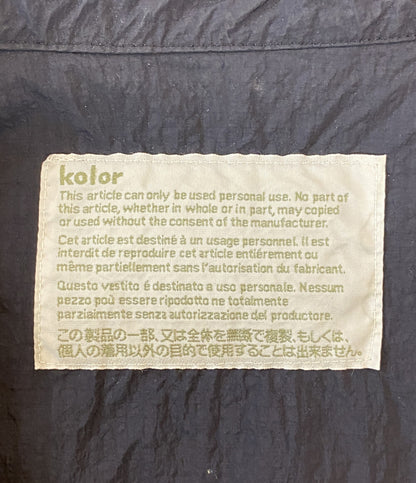 kolor
This article can only be used personal use. No part of
this article, whether in whole or in part, may copied
or used without the consent of the manufacturer.
Cet article est destiné à un usage personnel. Il est
interdit de reproduire cet article entiérement ou
même partiellement sans l'autorisation du fabricant.
Questo vestito é destinato a uso personale. Nessum
pezzo può essere ripodotto ne totalmente
parziaimente senza autorizzazione del productore.
この製品の一部、又は全体を無断で複製、もしくは、
個人の着用以外の目的で使用することは出来ません。